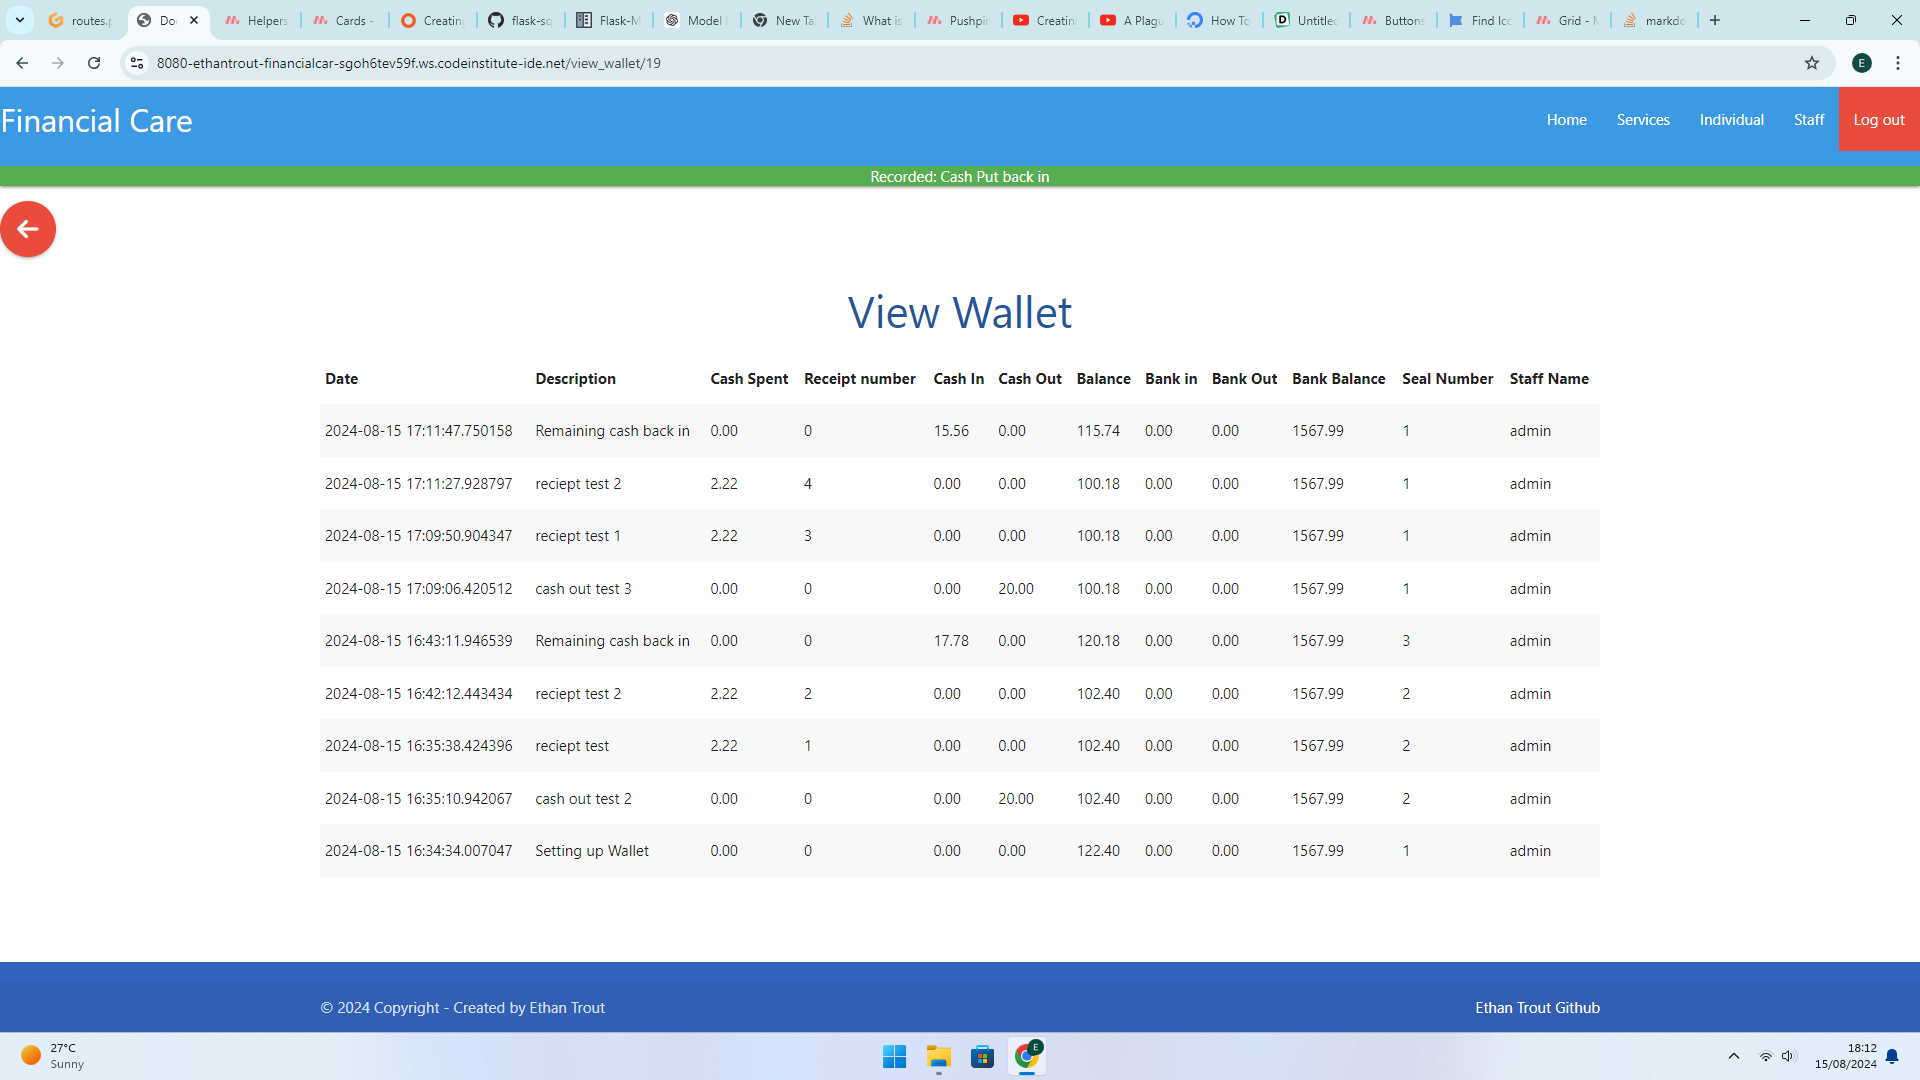 routes.p
Do
Helpers
Cards -
Creating
flask-sq
Flask-M
Model
New Tal
What is
Pushpin
Creatin
A Plagu
How To
Untitled
Buttons
Find Ico
Grid - M
markdo
8080-ethantrout-financialcar-sgoh6tev59f.ws.codeinstitute-ide.net/view_wallet/19
E
Financial Care
Home Services Individual Staff Log out
Recorded: Cash Put back in
View Wallet
Date Description Cash Spent Receipt number Cash In Cash Out Balance Bank in Bank Out Bank Balance Seal Number Staff Name
2024-08-15 17:11:47.750158 Remaining cash back in 0.00 0 15.56 0.00 115.74 0.00 0.00 1567.99 1 admin
2024-08-15 17:11:27.928797 reciept test 2 2.22 4 0.00 0.00 100.18 0.00 0.00 1567.99 1 admin
2024-08-15 17:09:50.904347 reciept test 1 2.22 3 0.00 0.00 100.18 0.00 0.00 1567.99 1 admin
2024-08-15 17:09:06.420512 cash out test 3 0.00 0 0.00 20.00 100.18 0.00 0.00 1567.99 1 admin
2024-08-15 16:43:11.946539 Remaining cash back in 0.00 0 17.78 0.00 120.18 0.00 0.00 1567.99 3 admin
2024-08-15 16:42:12.443434 reciept test 2 2.22 2 0.00 0.00 102.40 0.00 0.00 1567.99 2 admin
2024-08-15 16:35:38.424396 reciept test 2.22 1 0.00 0.00 102.40 0.00 0.00 1567.99 2 admin
2024-08-15 16:35:10.942067 cash out test 2 0.00 0 0.00 20.00 102.40 0.00 0.00 1567.99 2 admin
2024-08-15 16:34:34.007047 Setting up Wallet 0.00 0 0.00 0.00 122.40 0.00 0.00 1567.99 1 admin
© 2024 Copyright - Created by Ethan Trout Ethan Trout Github
27°C
Sunny
E
18:12
15/08/2024